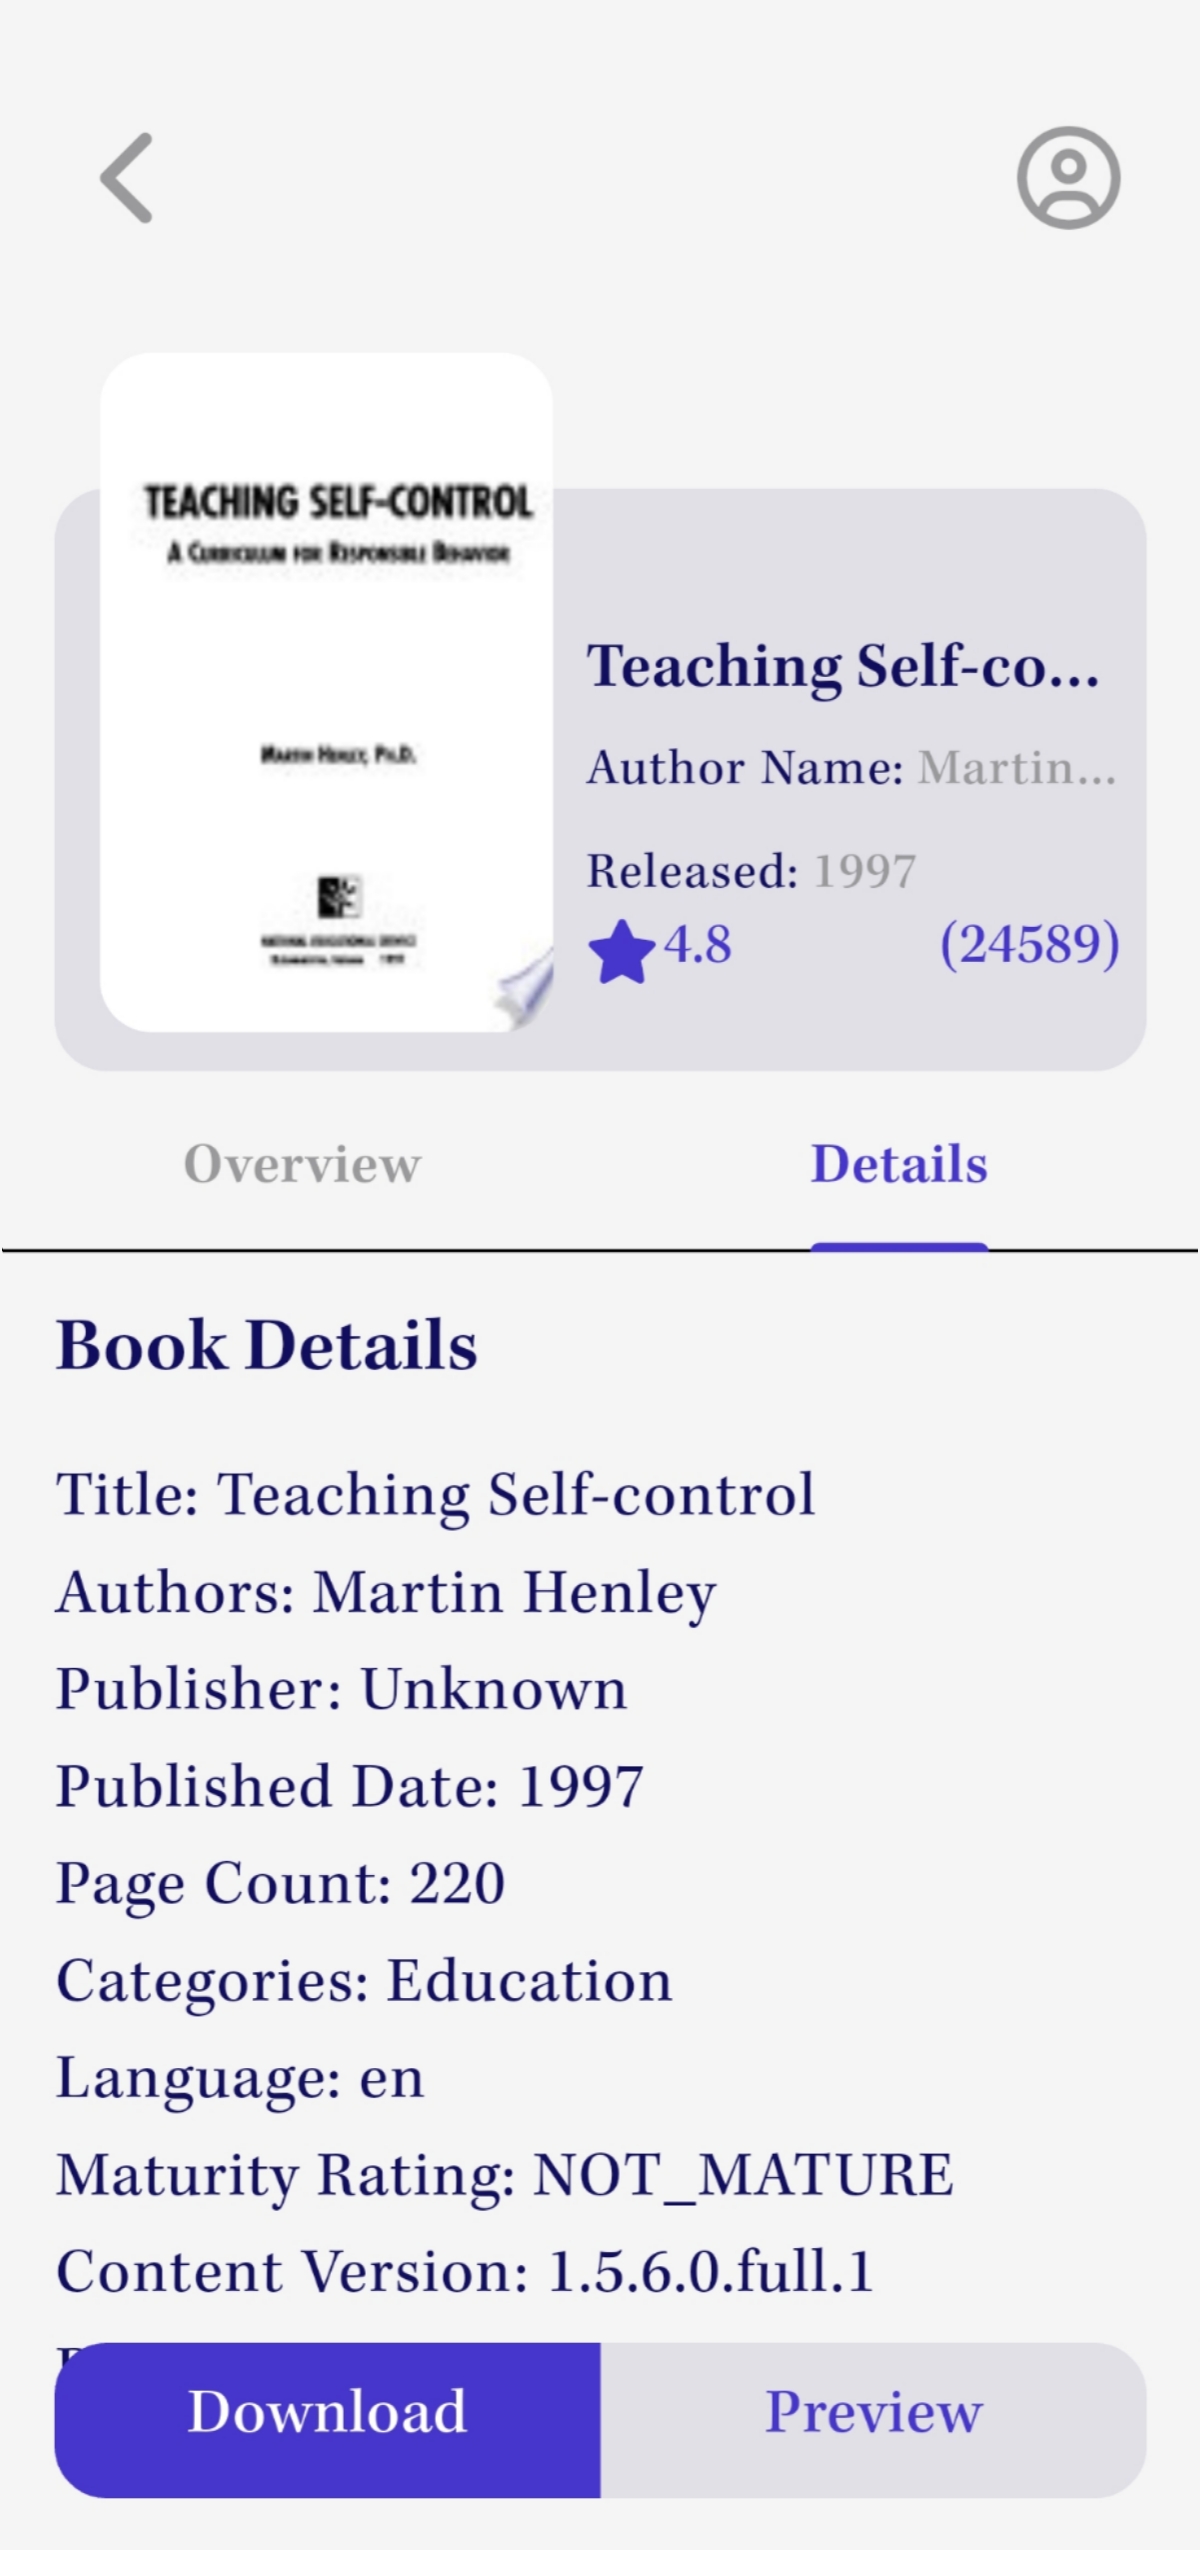 TEACHING SELF-CONTROL
A CURRICULUM FOR RESPONSIBLE BEHAVIOR
MARTIN HENLEY, PH.D.
NATIONAL EDUCATIONAL SERVICE
Teaching Self-co...
Author Name: Martin...
Released: 1997
4.8 (24589)
Overview Details
Book Details
Title: Teaching Self-control
Authors: Martin Henley
Publisher: Unknown
Published Date: 1997
Page Count: 220
Categories: Education
Language: en
Maturity Rating: NOT_MATURE
Content Version: 1.5.6.0.full.1
Download Preview